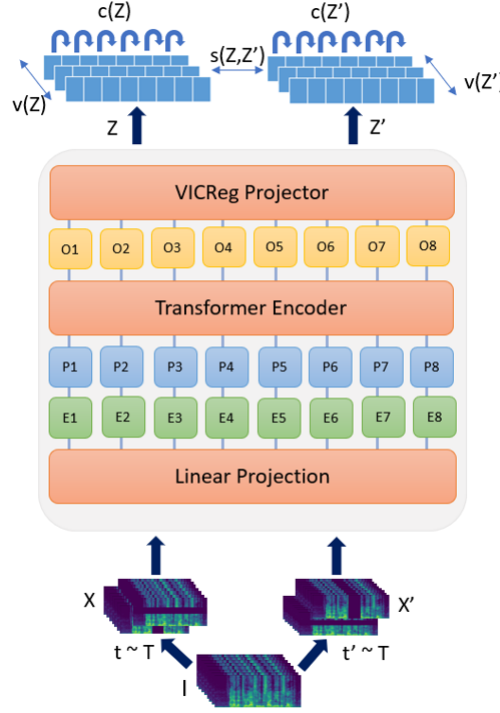 c(Z) c(Z')
s(Z,Z')
v(Z) v(Z')
Z Z'
VICReg Projector
O1 O2 O3 O4 O5 O6 O7 O8
Transformer Encoder
P1 P2 P3 P4 P5 P6 P7 P8
E1 E2 E3 E4 E5 E6 E7 E8
Linear Projection
X X'
t ~ T t' ~ T
I